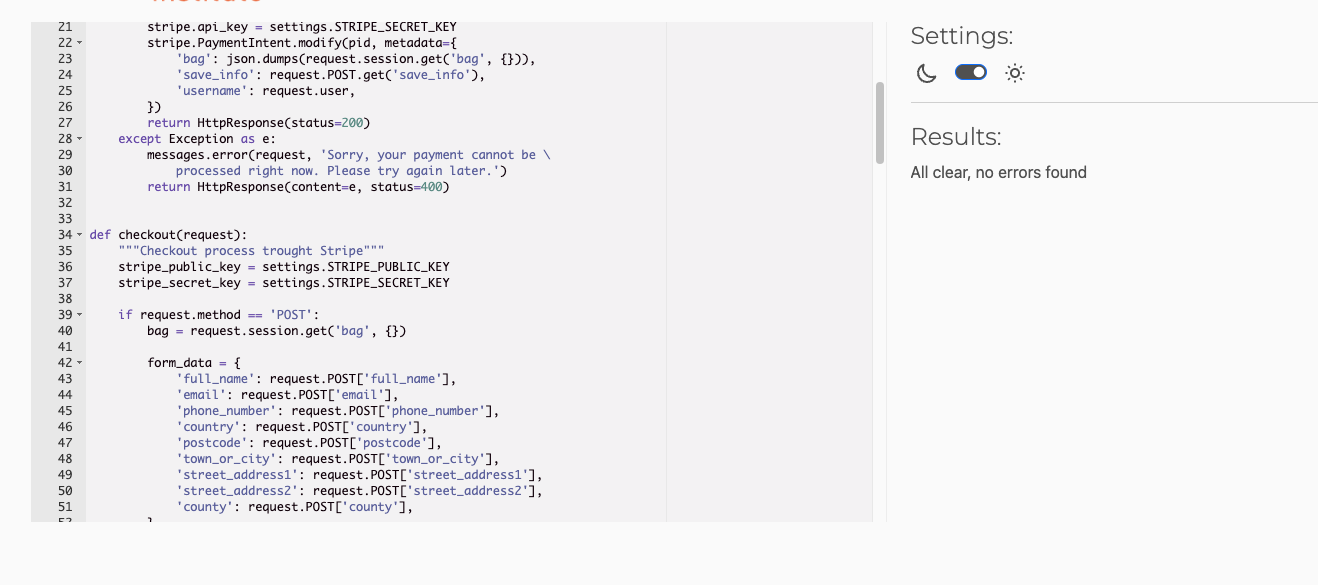 21 stripe.api_key = settings.STRIPE_SECRET_KEY
22 stripe.PaymentIntent.modify(pid, metadata={
23 'bag': json.dumps(request.session.get('bag', {})),
24 'save_info': request.POST.get('save_info'),
25 'username': request.user,
26 })
27 return HttpResponse(status=200)
28 except Exception as e:
29 messages.error(request, 'Sorry, your payment cannot be \
30 processed right now. Please try again later.')
31 return HttpResponse(content=e, status=400)
32
33
34 def checkout(request):
35 """Checkout process trought Stripe"""
36 stripe_public_key = settings.STRIPE_PUBLIC_KEY
37 stripe_secret_key = settings.STRIPE_SECRET_KEY
38
39 if request.method == 'POST':
40 bag = request.session.get('bag', {})
41
42 form_data = {
43 'full_name': request.POST['full_name'],
44 'email': request.POST['email'],
45 'phone_number': request.POST['phone_number'],
46 'country': request.POST['country'],
47 'postcode': request.POST['postcode'],
48 'town_or_city': request.POST['town_or_city'],
49 'street_address1': request.POST['street_address1'],
50 'street_address2': request.POST['street_address2'],
51 'county': request.POST['county'],
Settings:
Results:
All clear, no errors found